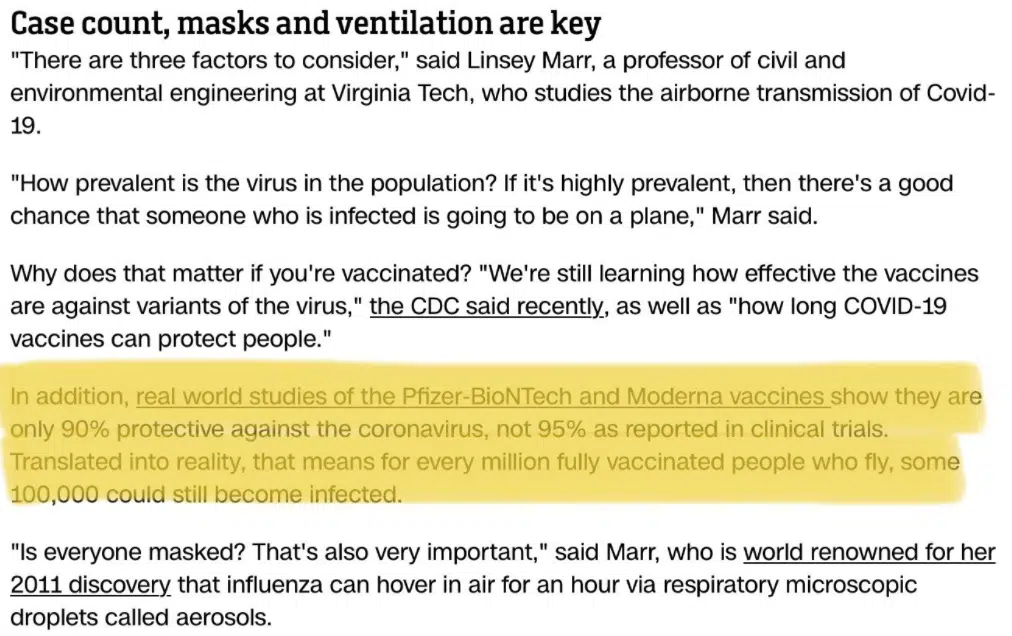 Case count, masks and ventilation are key
"There are three factors to consider," said Linsey Marr, a professor of civil and
environmental engineering at Virginia Tech, who studies the airborne transmission of Covid-
19.
"How prevalent is the virus in the population? If it's highly prevalent, then there's a good
chance that someone who is infected is going to be on a plane," Marr said.
Why does that matter if you're vaccinated? "We're still learning how effective the vaccines
are against variants of the virus," the CDC said recently, as well as "how long COVID-19
vaccines can protect people."
In addition, real world studies of the Pfizer-BioNTech and Moderna vaccines show they are
only 90% protective against the coronavirus, not 95% as reported in clinical trials.
Translated into reality, that means for every million fully vaccinated people who fly, some
100,000 could still become infected.
"Is everyone masked? That's also very important," said Marr, who is world renowned for her
2011 discovery that influenza can hover in air for an hour via respiratory microscopic
droplets called aerosols.